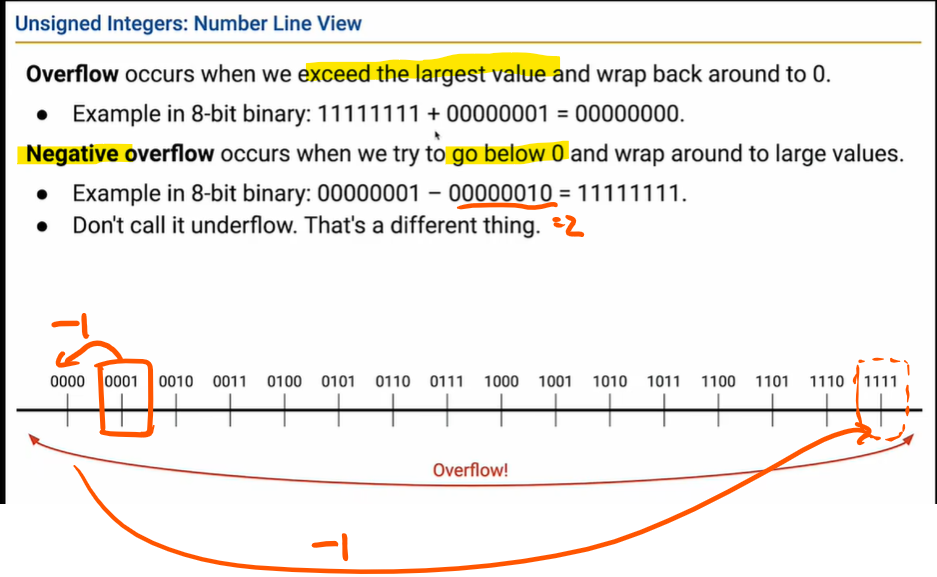 Unsigned Integers: Number Line View
Overflow occurs when we exceed the largest value and wrap back around to 0.
● Example in 8-bit binary: 11111111 + 00000001 = 00000000.
Negative overflow occurs when we try to go below 0 and wrap around to large values.
● Example in 8-bit binary: 00000001 − 00000010 = 11111111.
● Don't call it underflow. That's a different thing. =2
-1
0000 0001 0010 0011 0100 0101 0110 0111 1000 1001 1010 1011 1100 1101 1110 1111
Overflow!
-1